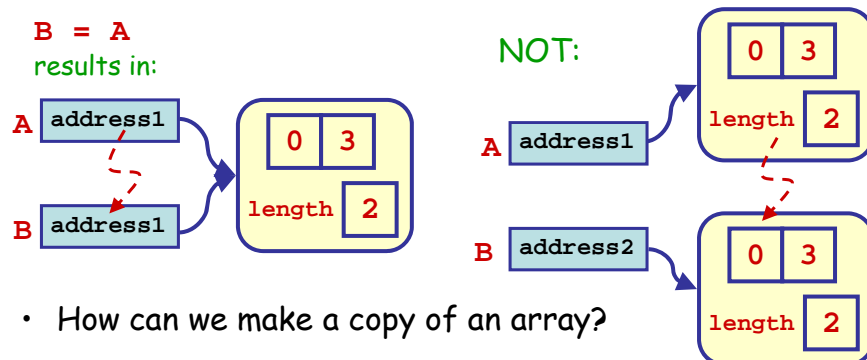 B = A
results in:
A address1
0 3
length 2
B address1
NOT:
0 3
length 2
A address1
B address2
0 3
length 2
• How can we make a copy of an array?